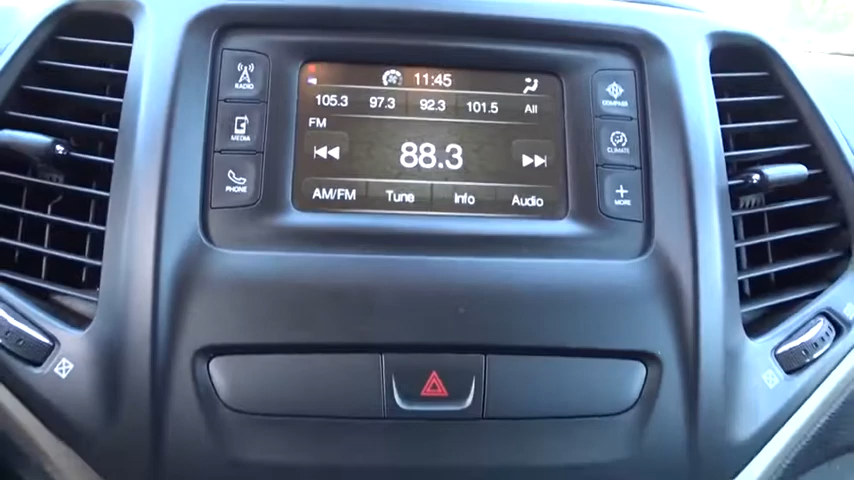 11:45
105.3 97.3 92.3 101.5 All
FM
88.3
AM/FM Tune Info Audio
RADIO
MEDIA
PHONE
COMPASS
CLIMATE
MORE